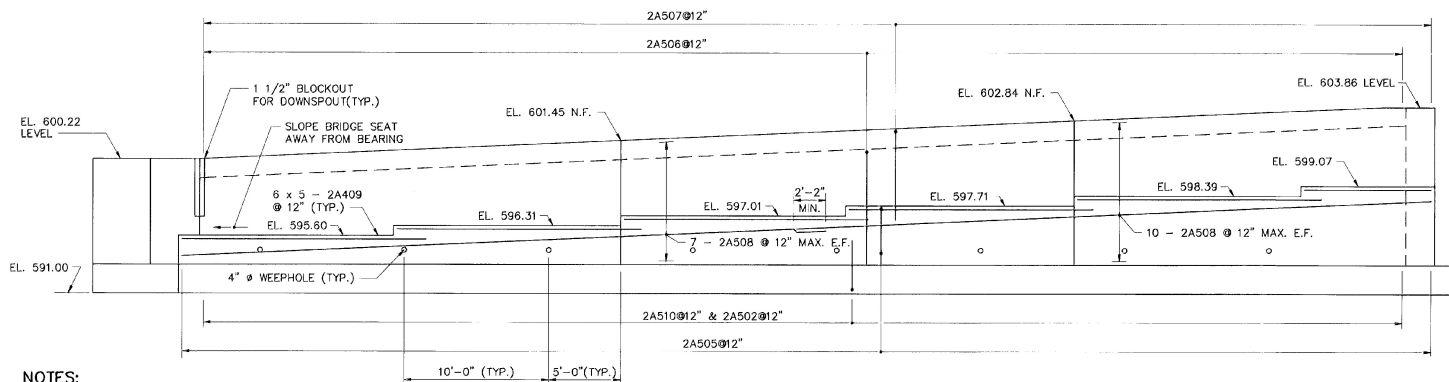 2A507@12"
2A506@12"
1 1/2" BLOCKOUT
FOR DOWNSPOUT(TYP.)
EL. 603.86 LEVEL
EL. 602.84 N.F.
EL. 601.45 N.F.
EL. 600.22
LEVEL
SLOPE BRIDGE SEAT
AWAY FROM BEARING
EL. 599.07
6 x 5 - 2A409
@ 12" (TYP.)
2'-2"
MIN.
EL. 598.39
EL. 597.71
EL. 597.01
EL. 596.31
EL. 595.60
7 - 2A508 @ 12" MAX. E.F.
10 - 2A508 @ 12" MAX. E.F.
EL. 591.00
4" ø WEEPHOLE (TYP.)
2A510@12" & 2A502@12"
2A505@12"
10'-0" (TYP.)
5'-0"(TYP.)
NOTES: